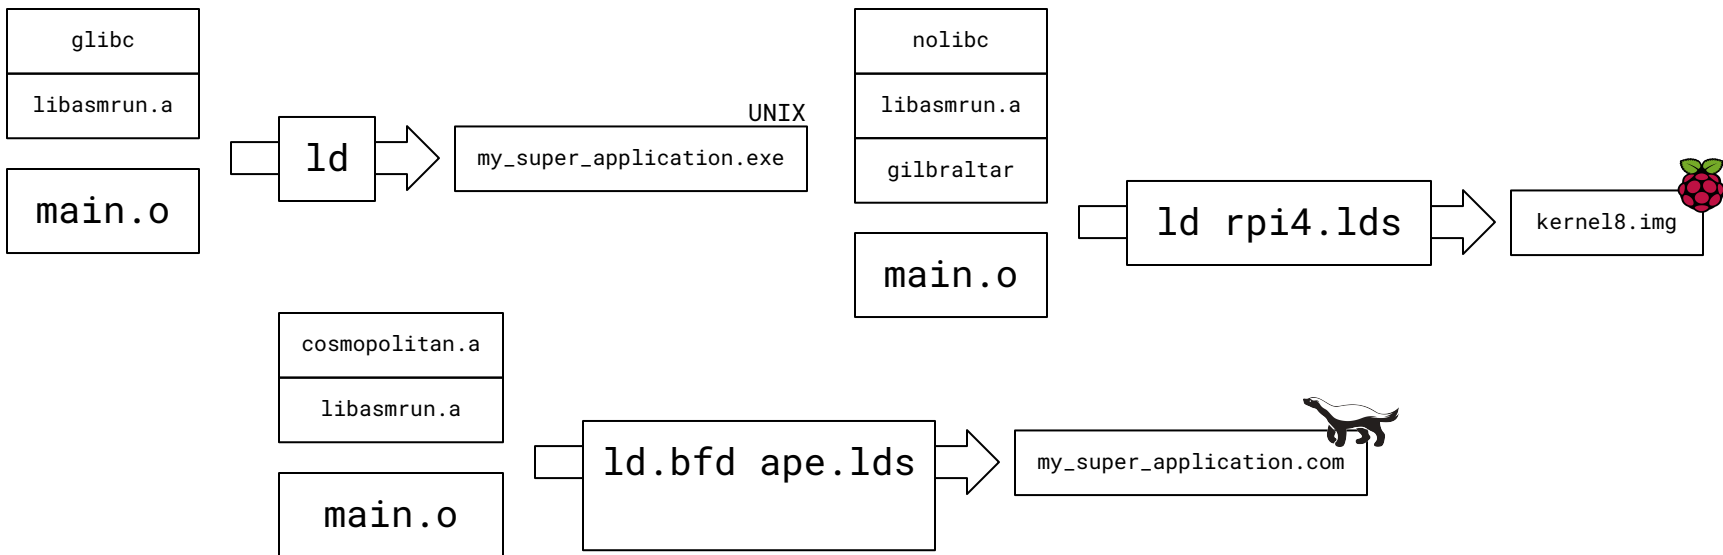 glibc
libasmrun.a
main.o
ld
UNIX
my_super_application.exe
nolibc
libasmrun.a
gilbraltar
main.o
ld rpi4.lds
kernel8.img
cosmopolitan.a
libasmrun.a
main.o
ld.bfd ape.lds
my_super_application.com